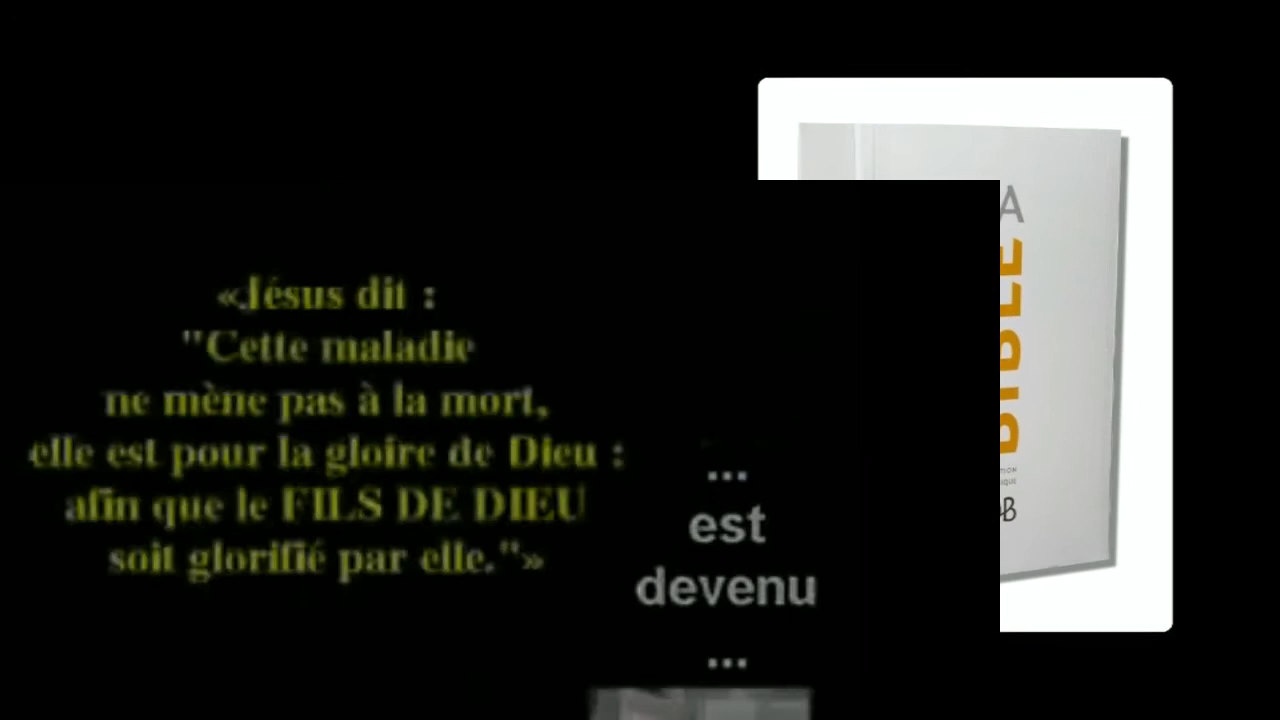 «Jésus dit :
"Cette maladie
ne mène pas à la mort,
elle est pour la gloire de Dieu :
afin que le FILS DE DIEU
soit glorifié par elle."»
...
est
devenu
...
A
BIBLE